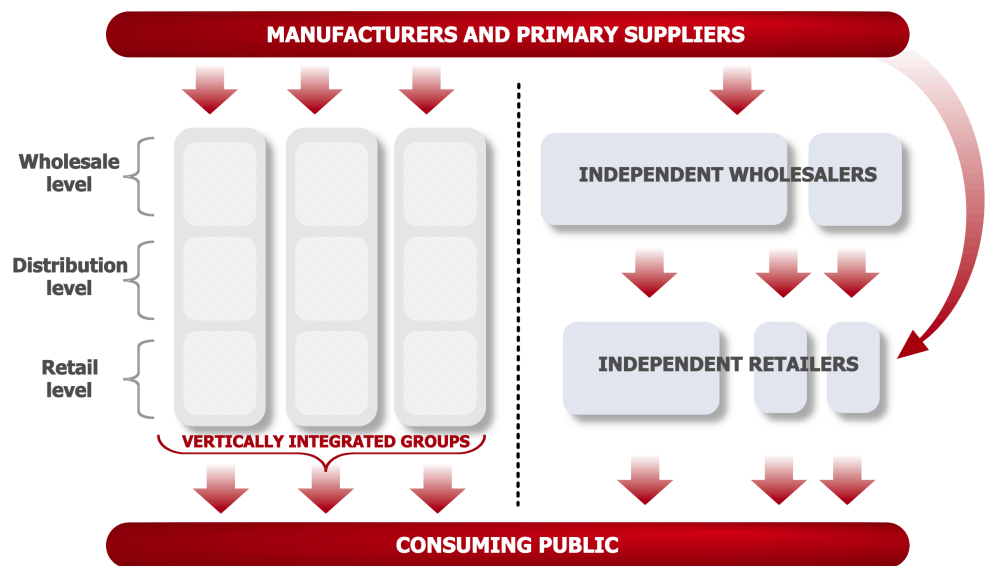 MANUFACTURERS AND PRIMARY SUPPLIERS
Wholesale
level
INDEPENDENT WHOLESALERS
Distribution
level
Retail
level
INDEPENDENT RETAILERS
VERTICALLY INTEGRATED GROUPS
CONSUMING PUBLIC